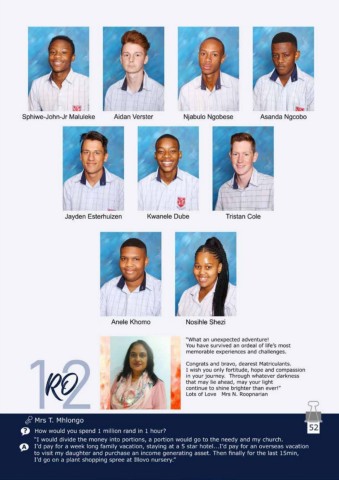 Sphiwe-John-Jr Maluleke Aidan Verster Njabulo Ngobese Asanda Ngcobo
Jayden Esterhuizen Kwanele Dube Tristan Cole
Anele Khomo Nosihle Shezi
"What an unexpected adventure!
You have survived an ordeal of life's most
memorable experiences and challenges.
Congrats and bravo, dearest Matriculants.
I wish you only fortitude, hope and compassion
in your journey. Through whatever darkness
that may lie ahead, may your light
continue to shine brighter than ever!"
Lots of Love Mrs N. Roopnarian
12
RO
Mrs T. Mhlongo
52
? How would you spend 1 million rand in 1 hour?
"I would divide the money into portions, a portion would go to the needy and my church.
A I'd pay for a week long family vacation, staying at a 5 star hotel...I'd pay for an overseas vacation
to visit my daughter and purchase an income generating asset. Then finally for the last 15min,
I'd go on a plant shopping spree at Illovo nursery."